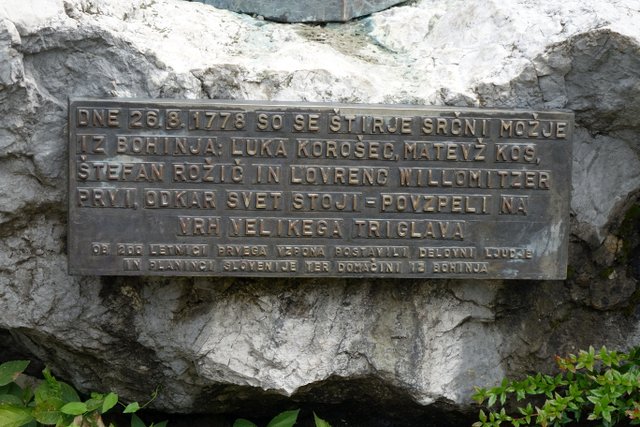 DNE 26.8.1778 SO SE ŠTIRJE SRČNI MOŽJE
IZ BOHINJA: LUKA KOROŠEC, MATEVŽ KOS,
ŠTEFAN ROŽIČ IN LOVRENC WILLOMITZER
PRVI, ODKAR SVET STOJI - POVZPELI NA
VRH VELIKEGA TRIGLAVA
OB 200 LETNICI PRVEGA VZPONA POSTAVILI DELOVNI LJUDJE
IN PLANINCI SLOVENIJE TER DOMAČINI IZ BOHINJA